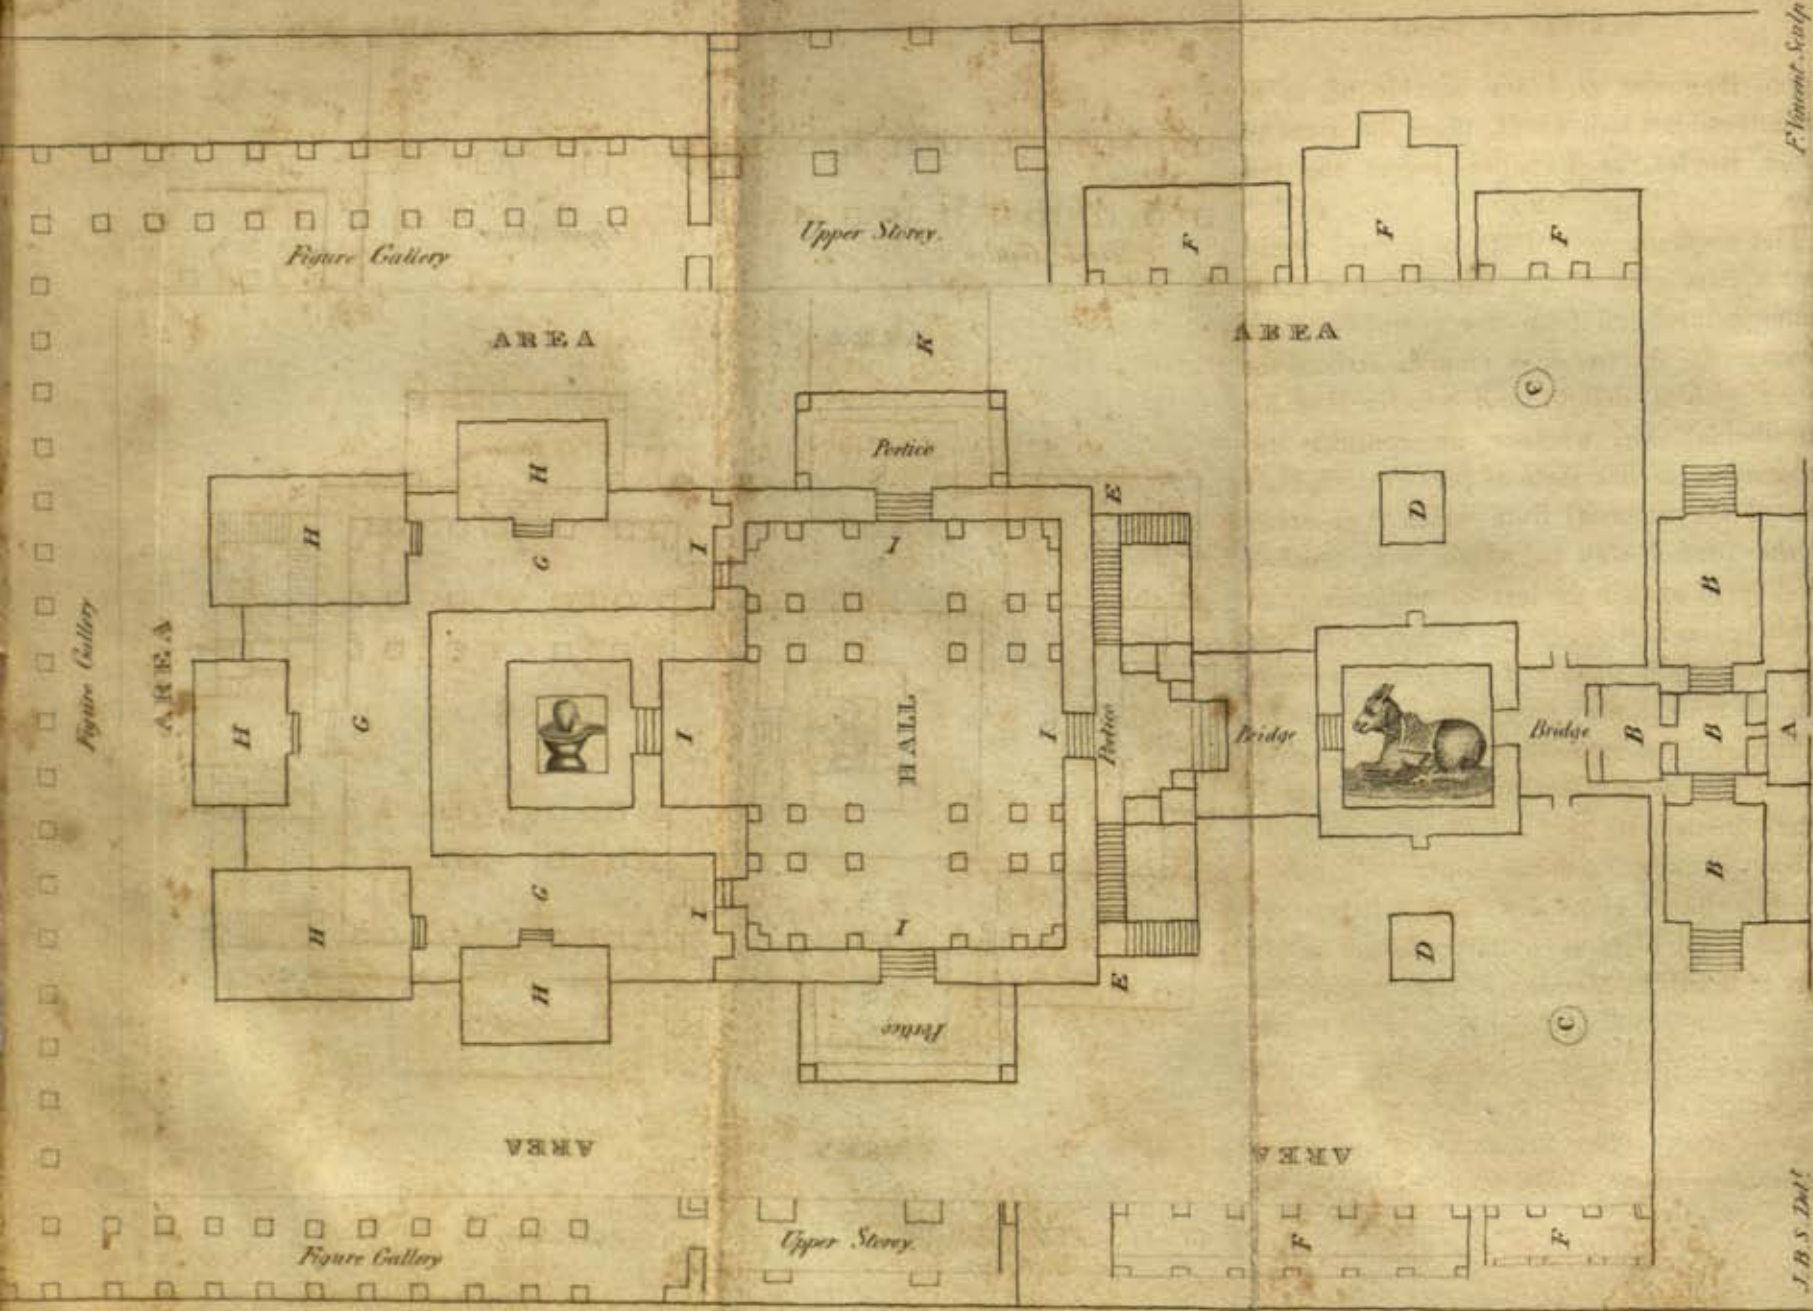 F. Vincent Sculp
Figure Gallery
Upper Storey.
F
F
F
AREA
K
AREA
C
Portico
H
E
H
D
G
I
I
B
Figure Gallery
AREA
H
G
I
HALL
I
Portico
Bridge
Bridge
B
B
A
G
I
I
B
H
H
E
D
Portico
C
AREA
AREA
Figure Gallery
Upper Storey.
F
F
J. B. S. Delt.